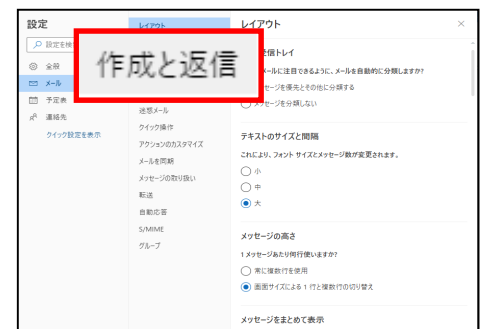 設定
設定を検
全般
メール
予定表
連絡先
クイック設定を表示
レイアウト
作成と返信
迷惑メール
クイック操作
アクションのカスタマイズ
メールを同期
メッセージの取り扱い
転送
自動応答
S/MIME
グループ
レイアウト
受信トレイ
メールに注目できるように、メールを自動的に分類しますか?
セージを優先とその他に分類する
メッセージを分類しない
テキストのサイズと間隔
これにより、フォント サイズとメッセージ数が変更されます。
小
中
大
メッセージの高さ
1 メッセージあたり何行使いますか?
常に複数行を使用
画面サイズによる 1 行と複数行の切り替え
メッセージをまとめて表示